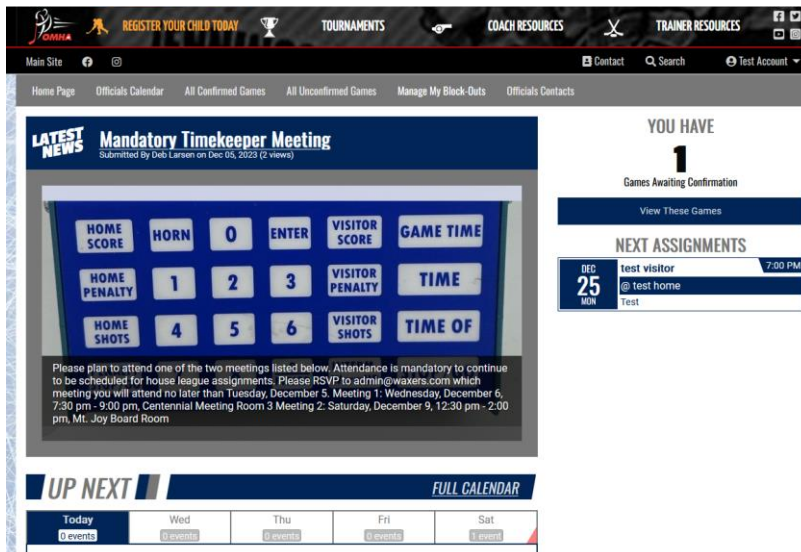 OMHA
REGISTER YOUR CHILD TODAY
TOURNAMENTS
COACH RESOURCES
TRAINER RESOURCES
Main Site
Contact
Search
Test Account
Home Page
Officials Calendar
All Confirmed Games
All Unconfirmed Games
Manage My Block-Outs
Officials Contacts
LATEST
NEWS
Mandatory Timekeeper Meeting
Submitted By Deb Larsen on Dec 05, 2023 (2 views)
HOME SCORE
HORN
0
ENTER
VISITOR SCORE
GAME TIME
HOME PENALTY
1
2
3
VISITOR PENALTY
TIME
HOME SHOTS
4
5
6
VISITOR SHOTS
TIME OF
Please plan to attend one of the two meetings listed below. Attendance is mandatory to continue
to be scheduled for house league assignments. Please RSVP to admin@waxers.com which
meeting you will attend no later than Tuesday, December 5. Meeting 1: Wednesday, December 6,
7:30 pm - 9:00 pm, Centennial Meeting Room 3 Meeting 2: Saturday, December 9, 12:30 pm - 2:00
pm, Mt. Joy Board Room
YOU HAVE
1
Games Awaiting Confirmation
View These Games
NEXT ASSIGNMENTS
DEC
25
MON
test visitor
7:00 PM
@ test home
Test
UP NEXT
FULL CALENDAR
Today
0 events
Wed
0 events
Thu
0 events
Fri
0 events
Sat
1 event